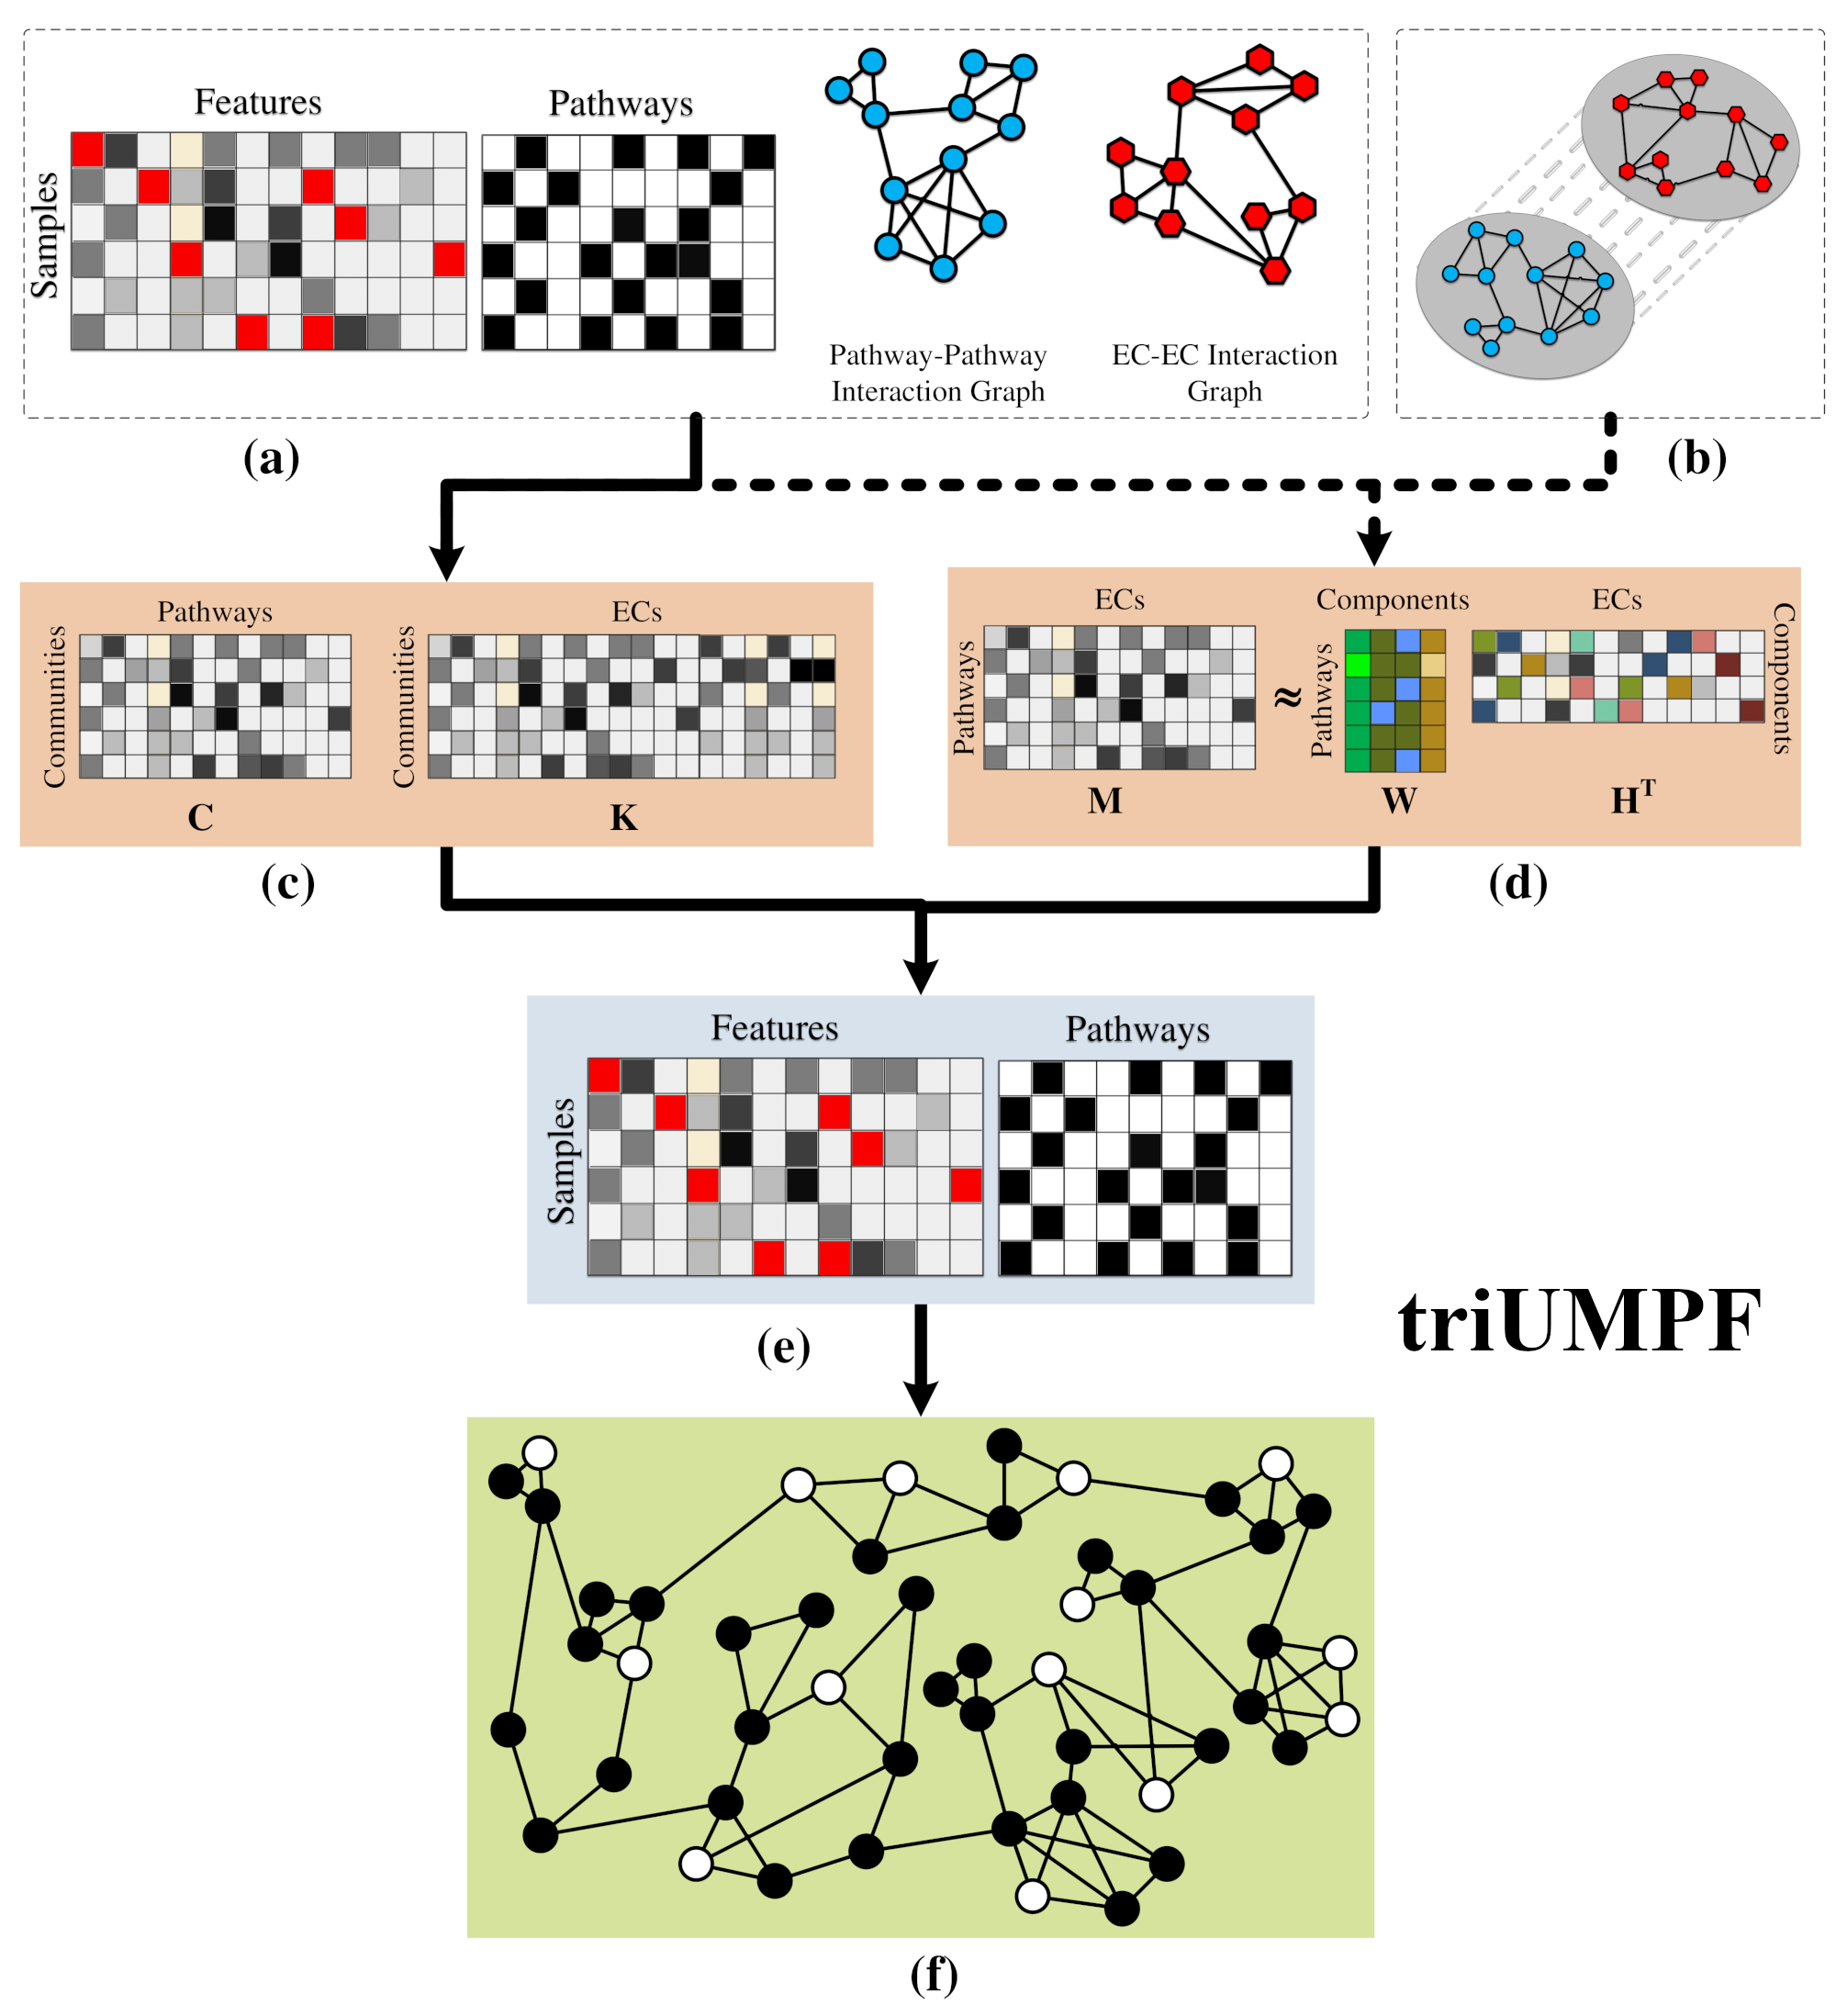 Features
Pathways
Samples
Pathway-Pathway
Interaction Graph
EC-EC Interaction
Graph
(a)
(b)
Pathways
ECs
Communities
Communities
C
K
(c)
ECs
Components
ECs
Pathways
≈
Pathways
Components
M
W
H^T
(d)
Features
Pathways
Samples
(e)
triUMPF
(f)